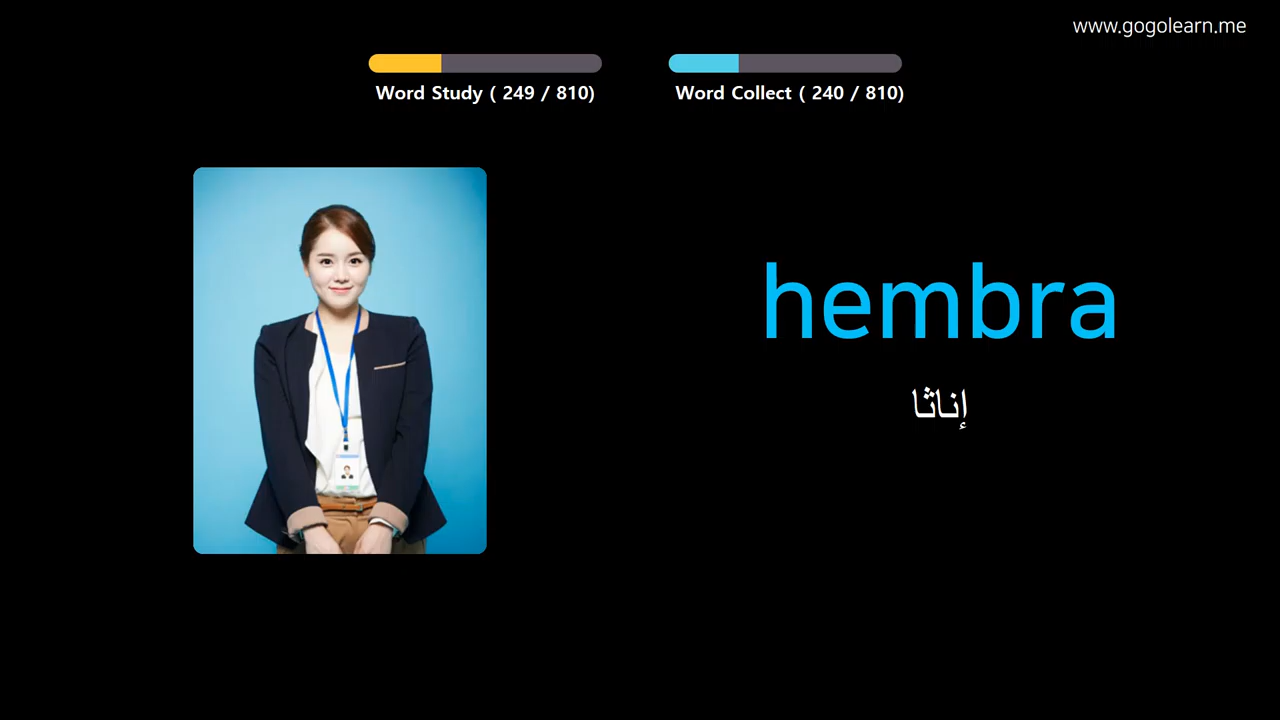 www.gogolearn.me
Word Study ( 249 / 810)
Word Collect ( 240 / 810)
hembra
إناثا